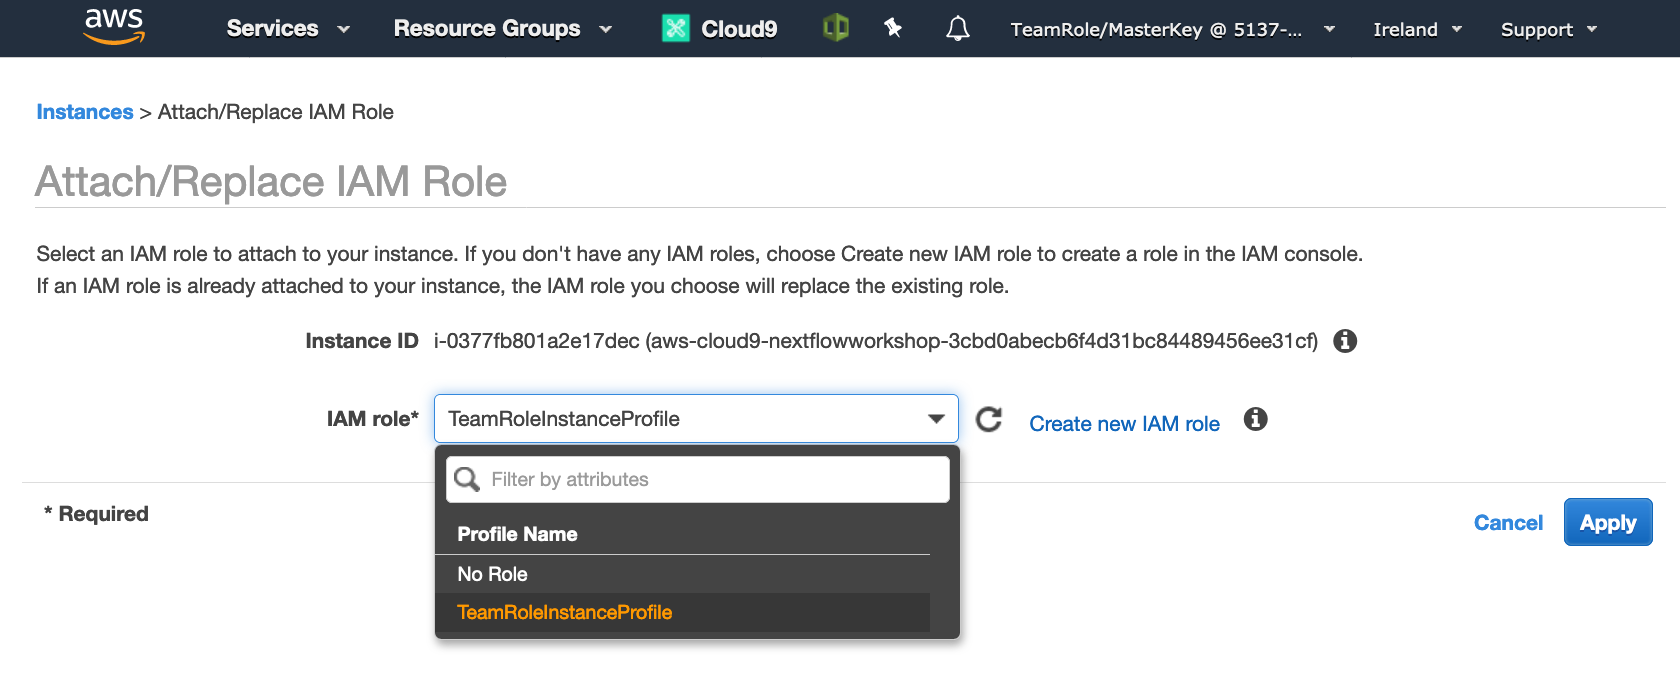 aws Services Resource Groups Cloud9 TeamRole/MasterKey @ 5137-... Ireland Support
Instances > Attach/Replace IAM Role
Attach/Replace IAM Role
Select an IAM role to attach to your instance. If you don't have any IAM roles, choose Create new IAM role to create a role in the IAM console.
If an IAM role is already attached to your instance, the IAM role you choose will replace the existing role.
Instance ID i-0377fb801a2e17dec (aws-cloud9-nextflowworkshop-3cbd0abecb6f4d31bc84489456ee31cf)
IAM role* TeamRoleInstanceProfile Create new IAM role
Filter by attributes
Profile Name
No Role
TeamRoleInstanceProfile
* Required
Cancel Apply